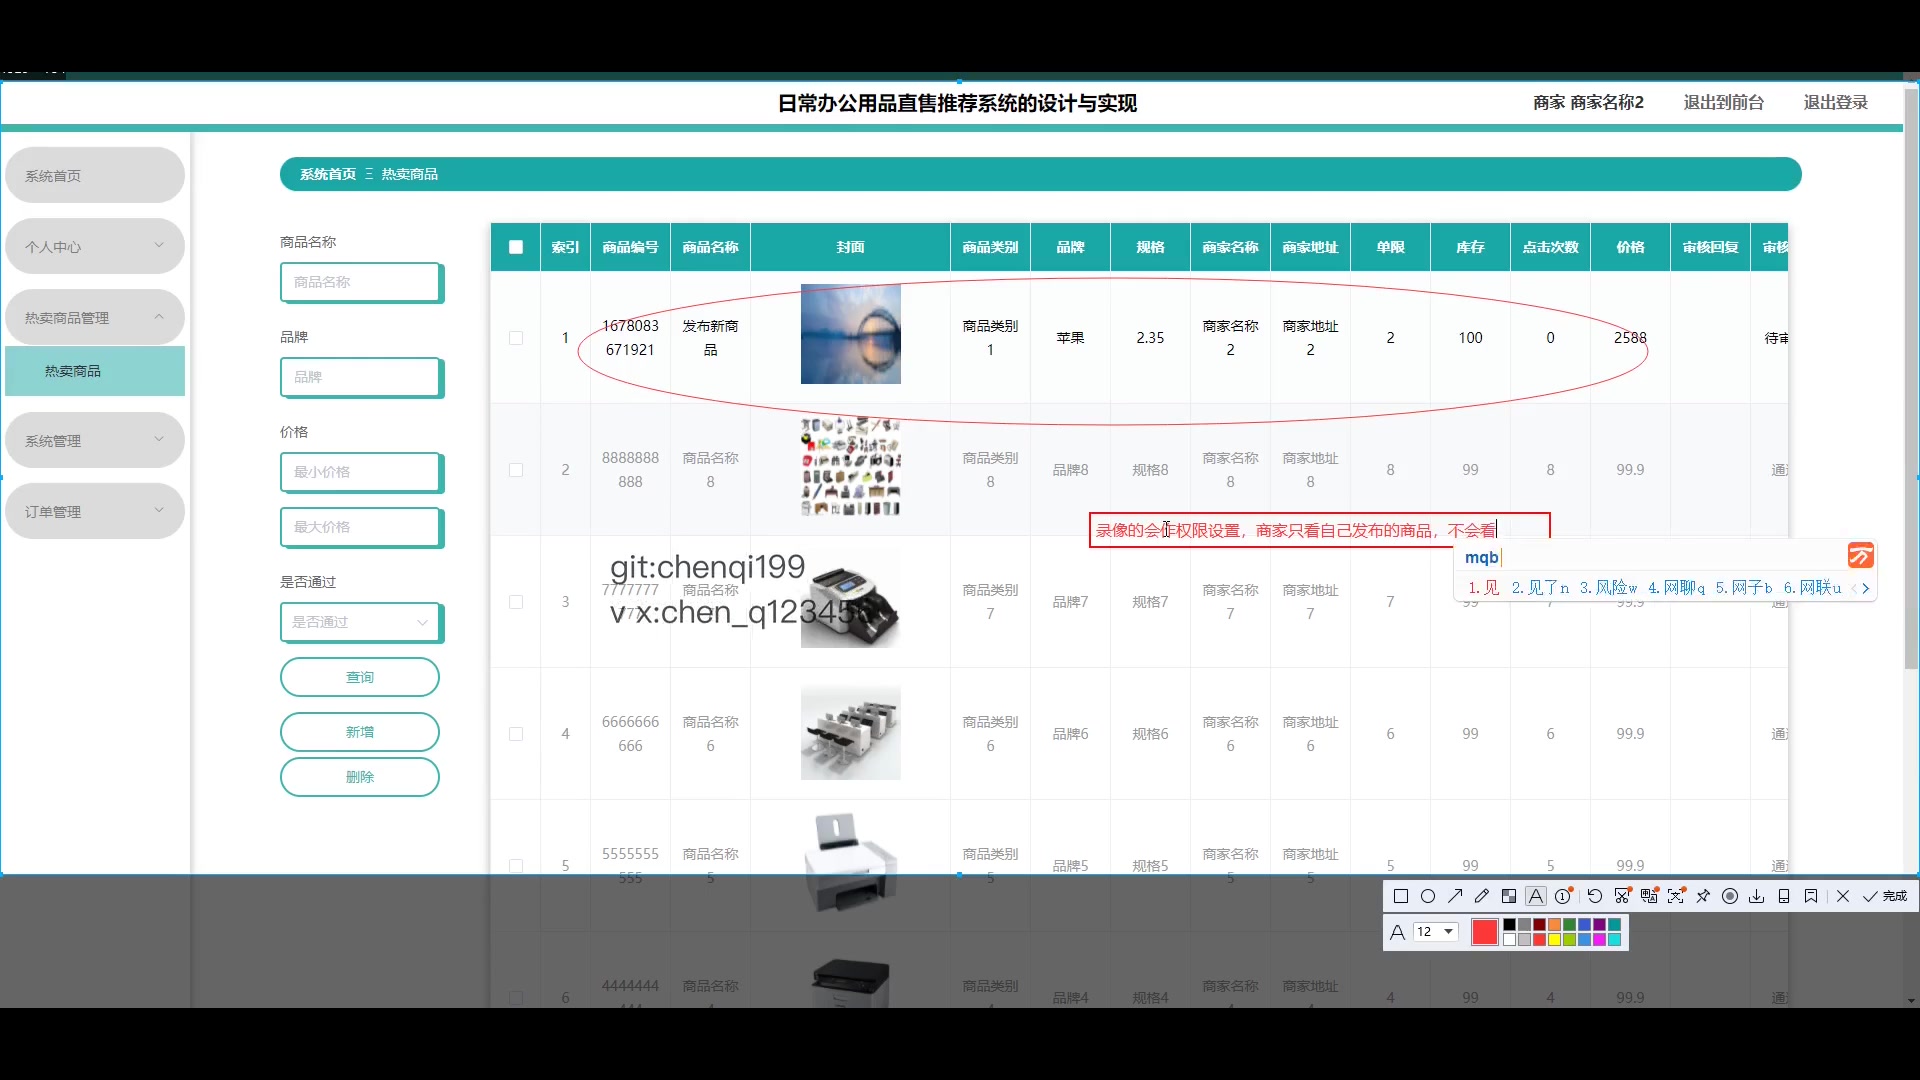 日常办公用品直售推荐系统的设计与实现
商家 商家名称2 退出到前台 退出登录
系统首页
个人中心
热卖商品管理
热卖商品
系统管理
订单管理
系统首页 Ξ 热卖商品
商品名称
商品名称
品牌
品牌
价格
最小价格
最大价格
是否通过
是否通过
查询
新增
删除
索引 商品编号 商品名称 封面 商品类别 品牌 规格 商家名称 商家地址 单限 库存 点击次数 价格 审核回复 审核
1 1678083671921 发布新商品 商品类别1 苹果 2.35 商家名称2 商家地址2 2 100 0 2588 待审
2 8888888888 商品名称8 商品类别8 品牌8 规格8 商家名称8 商家地址8 8 99 8 99.9 通
录像的会作权限设置，商家只看自己发布的商品，不会看
mqb
1.见 2.见了n 3.风险w 4.网聊q 5.网子b 6.网联u
git:chenqi199
v x:chen_q12345
3 7777777 商品名称7 商品类别7 品牌7 规格7 商家名称7 商家地址7 7 99 7 99.9
4 6666666666 商品名称6 商品类别6 品牌6 规格6 商家名称6 商家地址6 6 99 6 99.9 通
5 5555555555 商品名称5 商品类别5 品牌5 规格5 商家名称5 商家地址5 5 99 5 99.9 通
完成
A 12
6 4444444 商品名称 商品类别 品牌4 规格4 商家名称 商家地址 4 99 4 99.9 通